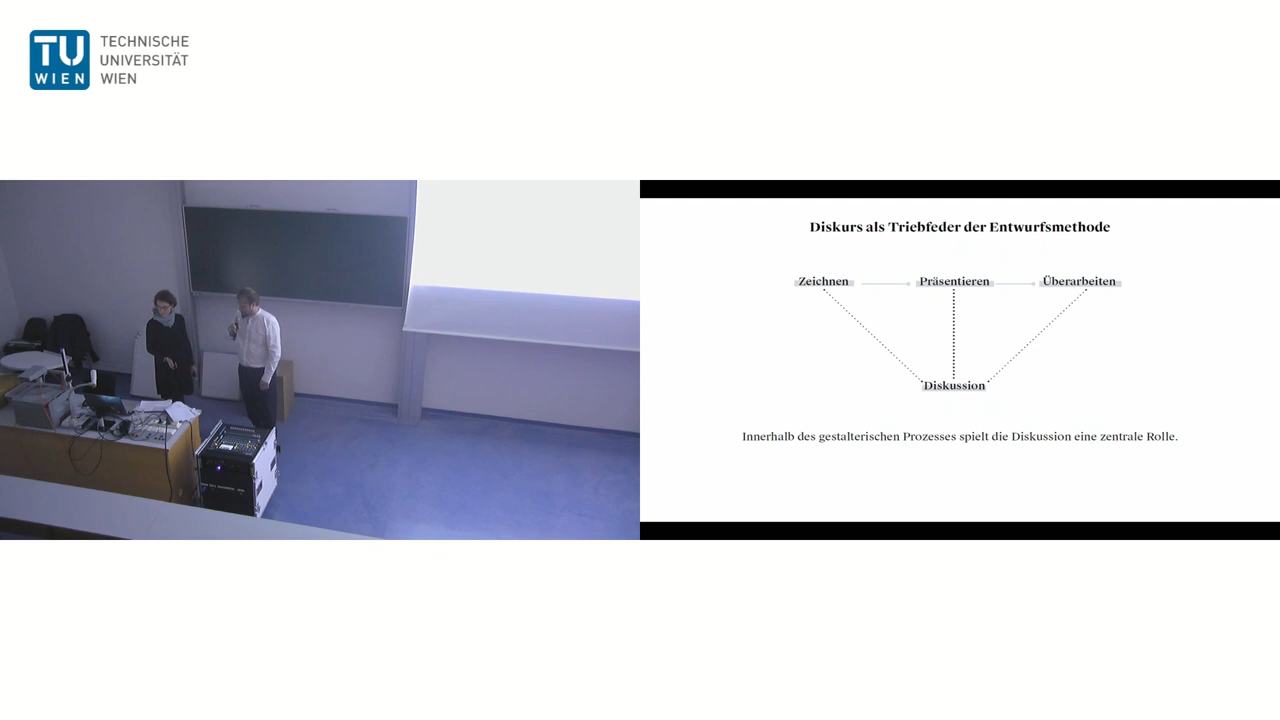 TU
WIEN
TECHNISCHE
UNIVERSITÄT
WIEN
Diskurs als Triebfeder der Entwurfsmethode
Zeichnen Präsentieren Überarbeiten
Diskussion
Innerhalb des gestalterischen Prozesses spielt die Diskussion eine zentrale Rolle.